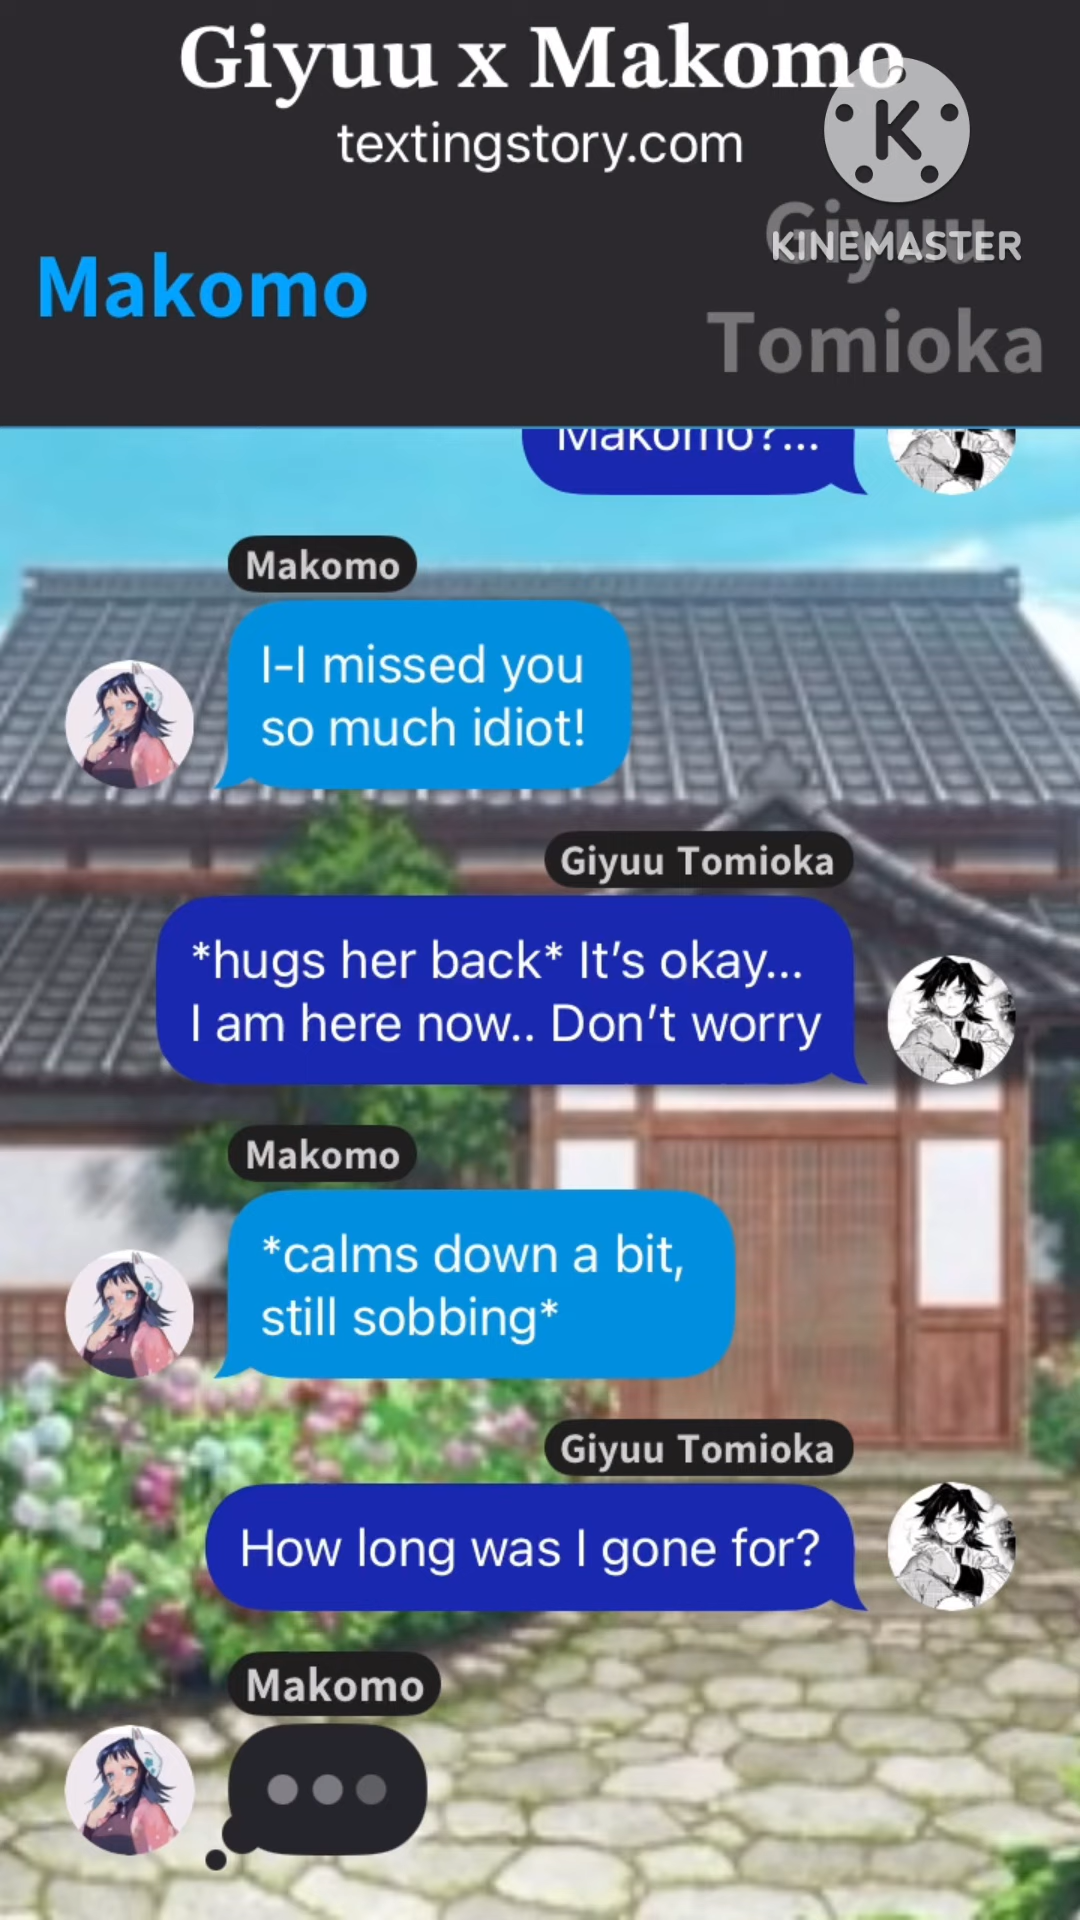 Giyuu x Makomo
textingstory.com
K
KINEMASTER
Makomo
Giyuu
Tomioka
Makomo?...
Makomo
I-I missed you
so much idiot!
Giyuu Tomioka
*hugs her back* It’s okay...
I am here now.. Don’t worry
Makomo
*calms down a bit,
still sobbing*
Giyuu Tomioka
How long was I gone for?
Makomo